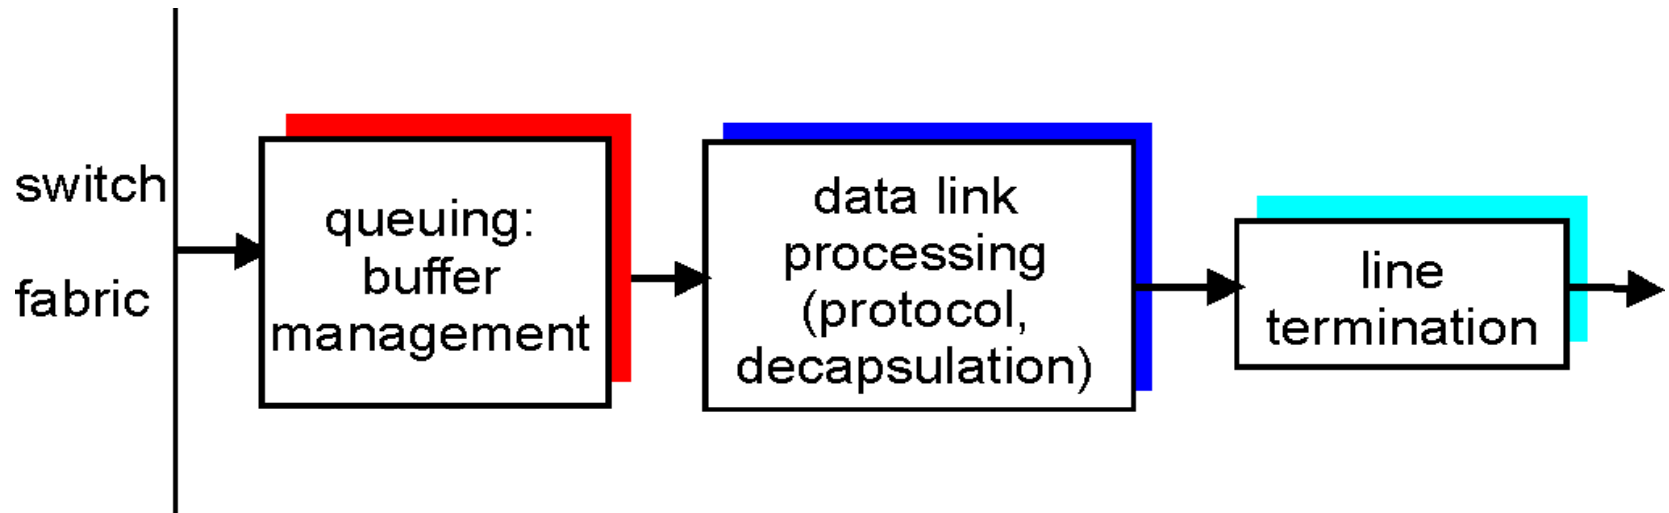 switch
fabric
queuing:
buffer
management
data link
processing
(protocol,
decapsulation)
line
termination